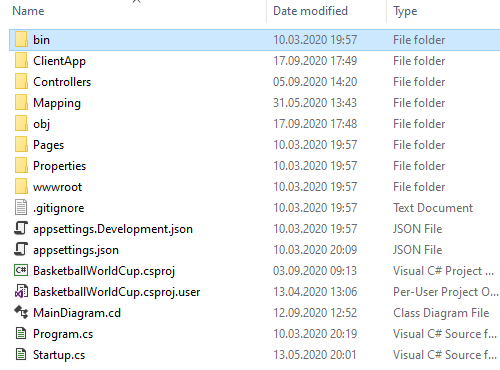 Name Date modified Type
bin 10.03.2020 19:57 File folder
ClientApp 17.09.2020 17:49 File folder
Controllers 05.09.2020 14:20 File folder
Mapping 31.05.2020 13:43 File folder
obj 17.09.2020 17:48 File folder
Pages 10.03.2020 19:57 File folder
Properties 10.03.2020 19:57 File folder
wwwroot 10.03.2020 19:57 File folder
.gitignore 10.03.2020 19:57 Text Document
appsettings.Development.json 10.03.2020 19:57 JSON File
appsettings.json 10.03.2020 20:09 JSON File
C# BasketballWorldCup.csproj 03.09.2020 09:13 Visual C# Project ...
BasketballWorldCup.csproj.user 13.04.2020 13:06 Per-User Project O...
MainDiagram.cd 12.09.2020 12:52 Class Diagram File
Program.cs 10.03.2020 20:19 Visual C# Source f...
Startup.cs 13.05.2020 20:01 Visual C# Source f...